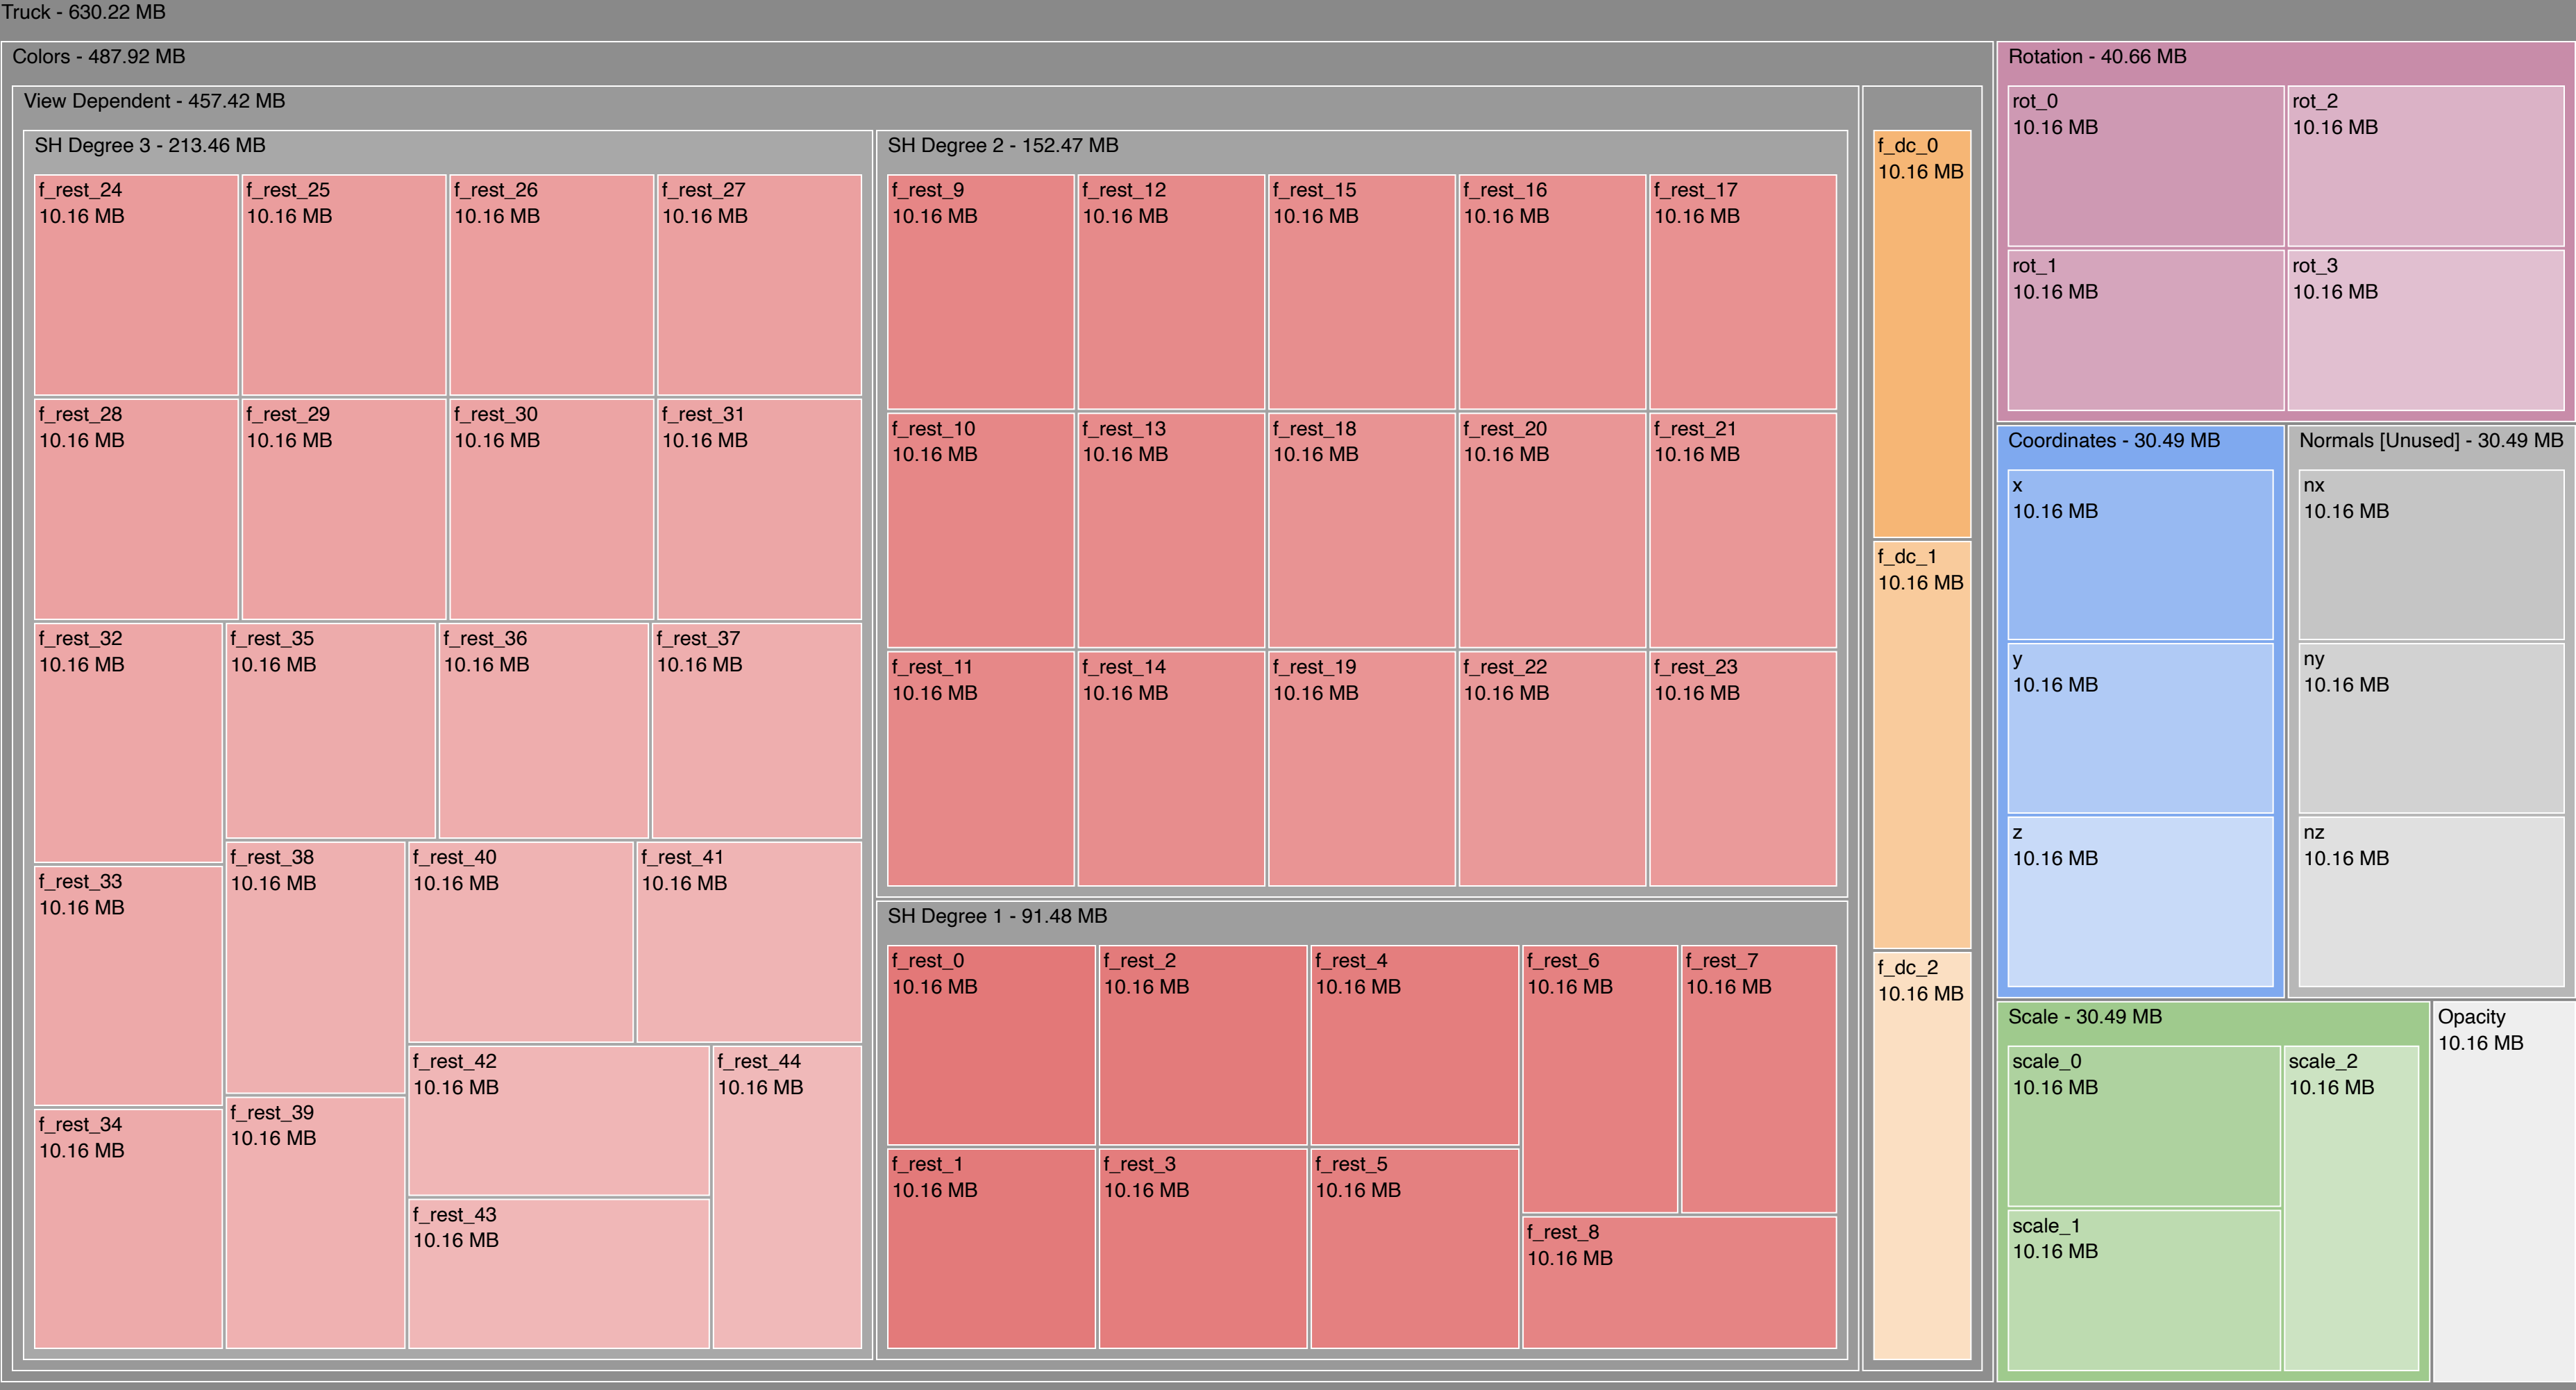 Truck - 630.22 MB
Colors - 487.92 MB
View Dependent - 457.42 MB
SH Degree 3 - 213.46 MB
f_rest_24
10.16 MB
f_rest_25
10.16 MB
f_rest_26
10.16 MB
f_rest_27
10.16 MB
f_rest_28
10.16 MB
f_rest_29
10.16 MB
f_rest_30
10.16 MB
f_rest_31
10.16 MB
f_rest_32
10.16 MB
f_rest_35
10.16 MB
f_rest_36
10.16 MB
f_rest_37
10.16 MB
f_rest_33
10.16 MB
f_rest_38
10.16 MB
f_rest_40
10.16 MB
f_rest_41
10.16 MB
f_rest_34
10.16 MB
f_rest_39
10.16 MB
f_rest_42
10.16 MB
f_rest_44
10.16 MB
f_rest_43
10.16 MB
SH Degree 2 - 152.47 MB
f_rest_9
10.16 MB
f_rest_12
10.16 MB
f_rest_15
10.16 MB
f_rest_16
10.16 MB
f_rest_17
10.16 MB
f_rest_10
10.16 MB
f_rest_13
10.16 MB
f_rest_18
10.16 MB
f_rest_20
10.16 MB
f_rest_21
10.16 MB
f_rest_11
10.16 MB
f_rest_14
10.16 MB
f_rest_19
10.16 MB
f_rest_22
10.16 MB
f_rest_23
10.16 MB
SH Degree 1 - 91.48 MB
f_rest_0
10.16 MB
f_rest_2
10.16 MB
f_rest_4
10.16 MB
f_rest_6
10.16 MB
f_rest_7
10.16 MB
f_rest_1
10.16 MB
f_rest_3
10.16 MB
f_rest_5
10.16 MB
f_rest_8
10.16 MB
f_dc_0
10.16 MB
f_dc_1
10.16 MB
f_dc_2
10.16 MB
Rotation - 40.66 MB
rot_0
10.16 MB
rot_2
10.16 MB
rot_1
10.16 MB
rot_3
10.16 MB
Coordinates - 30.49 MB
x
10.16 MB
y
10.16 MB
z
10.16 MB
Normals [Unused] - 30.49 MB
nx
10.16 MB
ny
10.16 MB
nz
10.16 MB
Scale - 30.49 MB
scale_0
10.16 MB
scale_2
10.16 MB
scale_1
10.16 MB
Opacity
10.16 MB